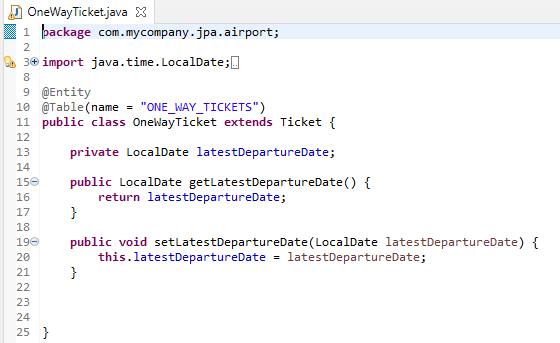 OneWayTicket.java
1 package com.mycompany.jpa.airport;
2
3 import java.time.LocalDate;
8
9 @Entity
10 @Table(name = "ONE_WAY_TICKETS")
11 public class OneWayTicket extends Ticket {
12
13     private LocalDate latestDepartureDate;
14
15     public LocalDate getLatestDepartureDate() {
16         return latestDepartureDate;
17     }
18
19     public void setLatestDepartureDate(LocalDate latestDepartureDate) {
20         this.latestDepartureDate = latestDepartureDate;
21     }
22
23
24
25 }